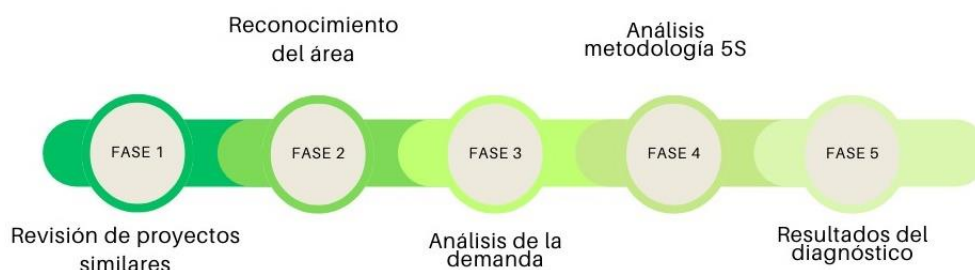 Reconocimiento
del área
Análisis
metodología 5S
FASE 1
FASE 2
FASE 3
FASE 4
FASE 5
Revisión de proyectos
similares
Análisis de la
demanda
Resultados del
diagnóstico